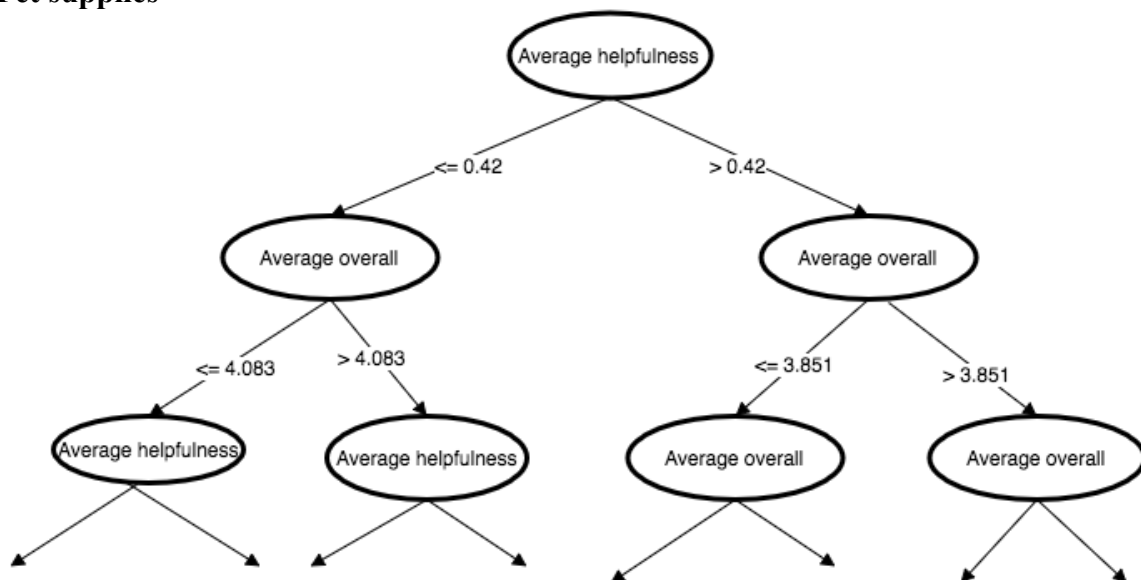 Pet supplies
Average helpfulness
<= 0.42
> 0.42
Average overall
Average overall
<= 4.083
> 4.083
<= 3.851
> 3.851
Average helpfulness
Average helpfulness
Average overall
Average overall